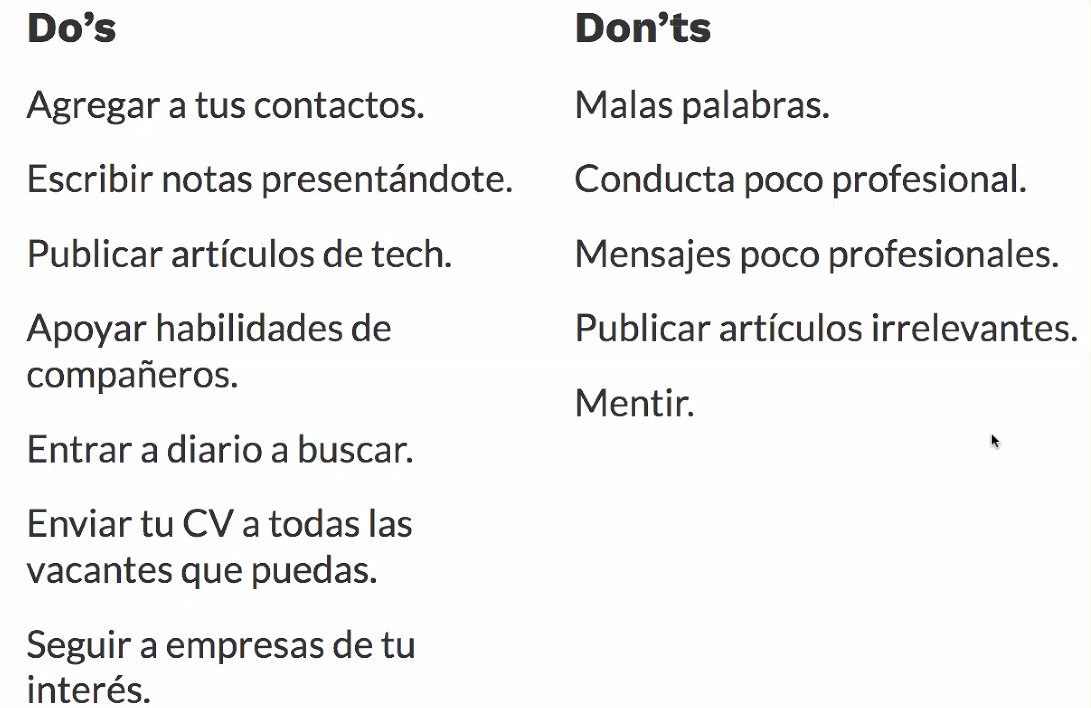 Do’s
Agregar a tus contactos.
Escribir notas presentándote.
Publicar artículos de tech.
Apoyar habilidades de
compañeros.
Entrar a diario a buscar.
Enviar tu CV a todas las
vacantes que puedas.
Seguir a empresas de tu
interés.
Don’ts
Malas palabras.
Conducta poco profesional.
Mensajes poco profesionales.
Publicar artículos irrelevantes.
Mentir.